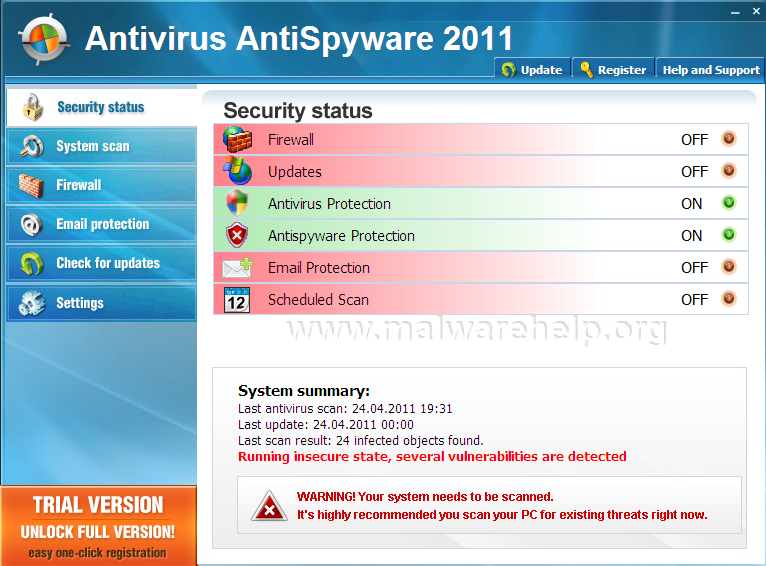 Antivirus AntiSpyware 2011
Update Register Help and Support
Security status
System scan
Firewall
Email protection
Check for updates
Settings
TRIAL VERSION
UNLOCK FULL VERSION!
easy one-click registration
Security status
Firewall OFF
Updates OFF
Antivirus Protection ON
Antispyware Protection ON
Email Protection OFF
12 Scheduled Scan OFF
www.malwarehelp.org
System summary:
Last antivirus scan: 24.04.2011 19:31
Last update: 24.04.2011 00:00
Last scan result: 24 infected objects found.
Running insecure state, several vulnerabilities are detected
WARNING! Your system needs to be scanned.
It's highly recommended you scan your PC for existing threats right now.